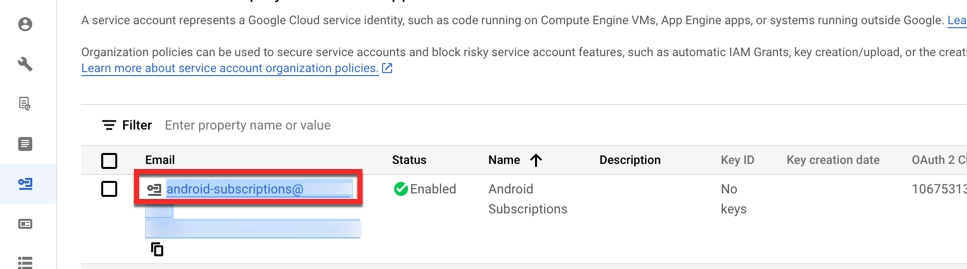 A service account represents a Google Cloud service identity, such as code running on Compute Engine VMs, App Engine apps, or systems running outside Google. Lea
Organization policies can be used to secure service accounts and block risky service account features, such as automatic IAM Grants, key creation/upload, or the creati
Learn more about service account organization policies.
Filter Enter property name or value
Email Status Name Description Key ID Key creation date OAuth 2 Cl
android-subscriptions@ Enabled Android No 10675313
Subscriptions keys